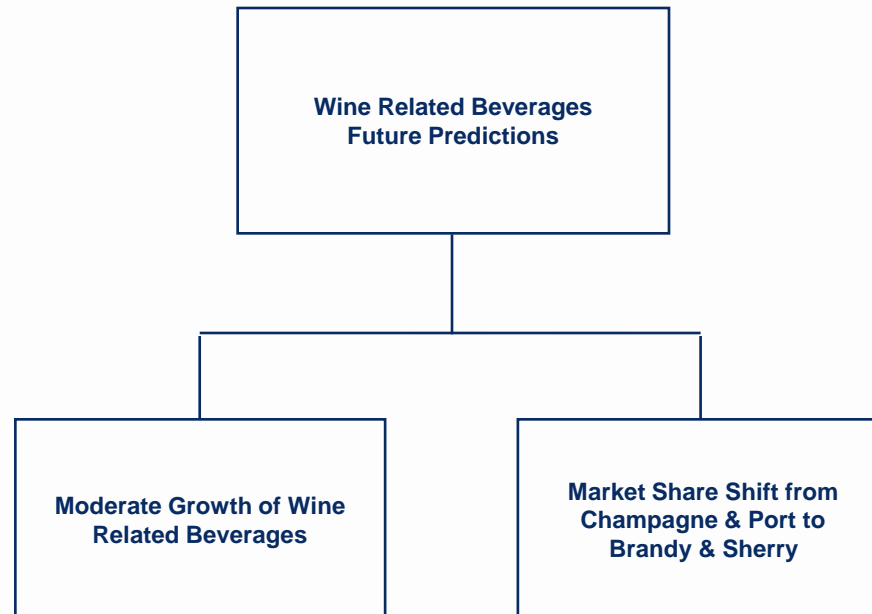 Wine Related Beverages
Future Predictions
Moderate Growth of Wine
Related Beverages
Market Share Shift from
Champagne & Port to
Brandy & Sherry